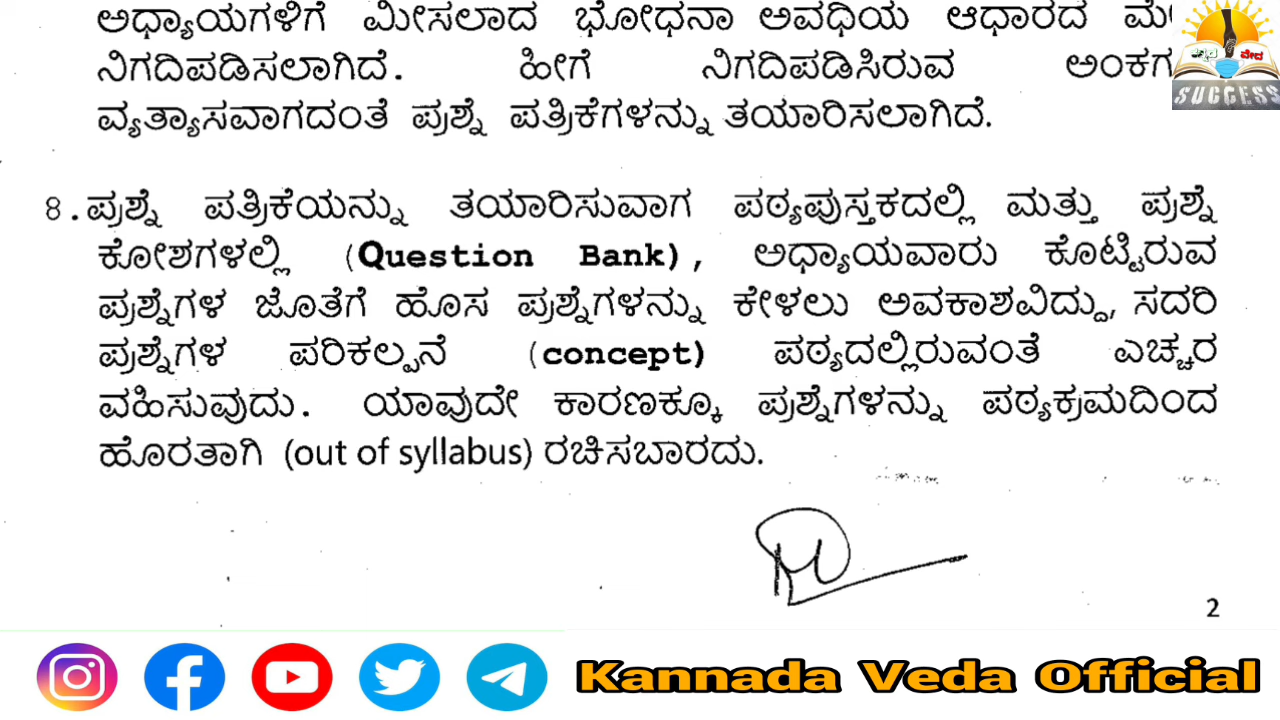 ಅಧ್ಯಾಯಗಳಿಗೆ ಮೀಸಲಾದ ಭೋಧನಾ ಅವಧಿಯ ಆಧಾರದ
ನಿಗದಿಪಡಿಸಲಾಗಿದೆ. ಹೀಗೆ ನಿಗದಿಪಡಿಸಿರುವ
ವ್ಯತ್ಯಾಸವಾಗದಂತೆ ಪ್ರಶ್ನೆ ಪತ್ರಿಕೆಗಳನ್ನು ತಯಾರಿಸಲಾಗಿದೆ.
ವೇದ
SUCCESS
8. ಪ್ರಶ್ನೆ ಪತ್ರಿಕೆಯನ್ನು ತಯಾರಿಸುವಾಗ ಪಠ್ಯಪುಸ್ತಕದಲ್ಲಿ ಮತ್ತು ಪ್ರಶ್ನೆ
ಕೋಶಗಳಲ್ಲಿ (Question Bank), ಅಧ್ಯಾಯವಾರು ಕೊಟ್ಟಿರುವ
ಪ್ರಶ್ನೆಗಳ ಜೊತೆಗೆ ಹೊಸ ಪ್ರಶ್ನೆಗಳನ್ನು ಕೇಳಲು ಅವಕಾಶವಿದ್ದು, ಸದರಿ
ಪ್ರಶ್ನೆಗಳ ಪರಿಕಲ್ಪನೆ (concept) ಪಠ್ಯದಲ್ಲಿರುವಂತೆ ಎಚ್ಚರ
ವಹಿಸುವುದು. ಯಾವುದೇ ಕಾರಣಕ್ಕೂ ಪ್ರಶ್ನೆಗಳನ್ನು ಪಠ್ಯಕ್ರಮದಿಂದ
ಹೊರತಾಗಿ (out of syllabus) ರಚಿಸಬಾರದು.
2
Kannada Veda Official